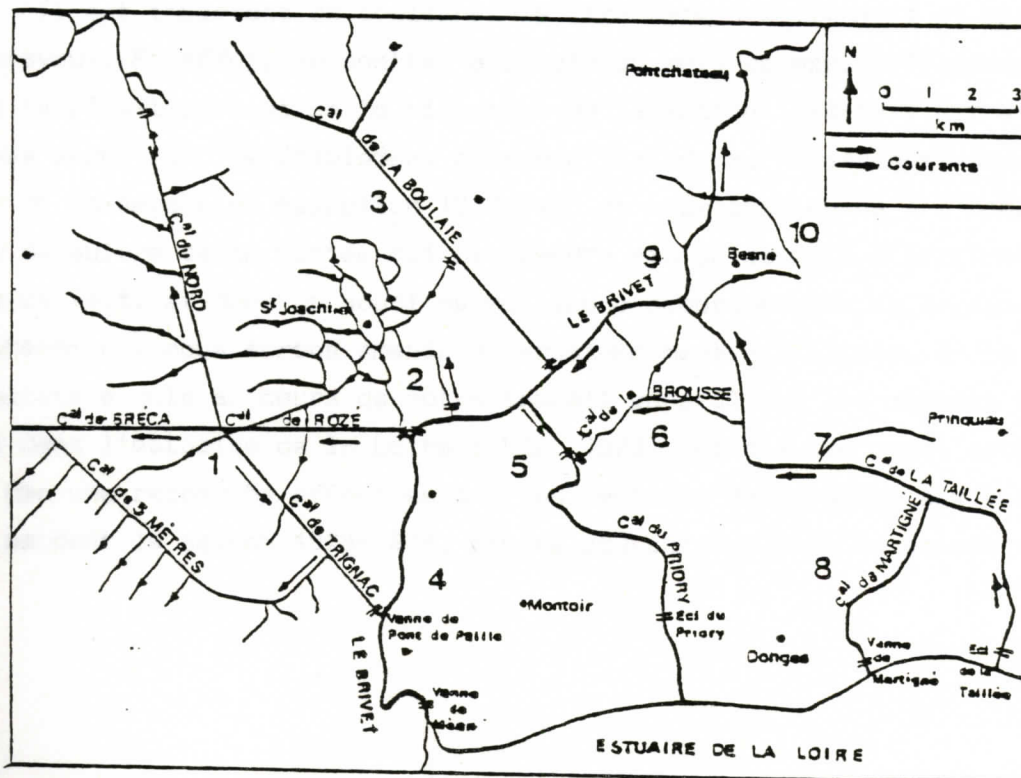 Pontchateau
N
0 1 2 3
km
Courants
Cal de LA BOULAIE
3
Cal du NORD
10
9
Besné
St Joachim
LE BRIVET
2
Cal de la BROUSSE
Prinquiau
Cal de BRÉCA
Cal de ROZÉ
6
7
1
5
Cal de LA TAILLÉE
Cal de 3 MÈTRES
Cal de TRIGNAC
Cal du PRIORY
Cal de MARTIGNÉ
8
4
Montoir
Vanne de
Pont de Paille
Ecl du
Priory
Donges
LE BRIVET
Vanne de
Méan
Vanne
de
Martigné
Ecl
de la
Taillée
ESTUAIRE DE LA LOIRE